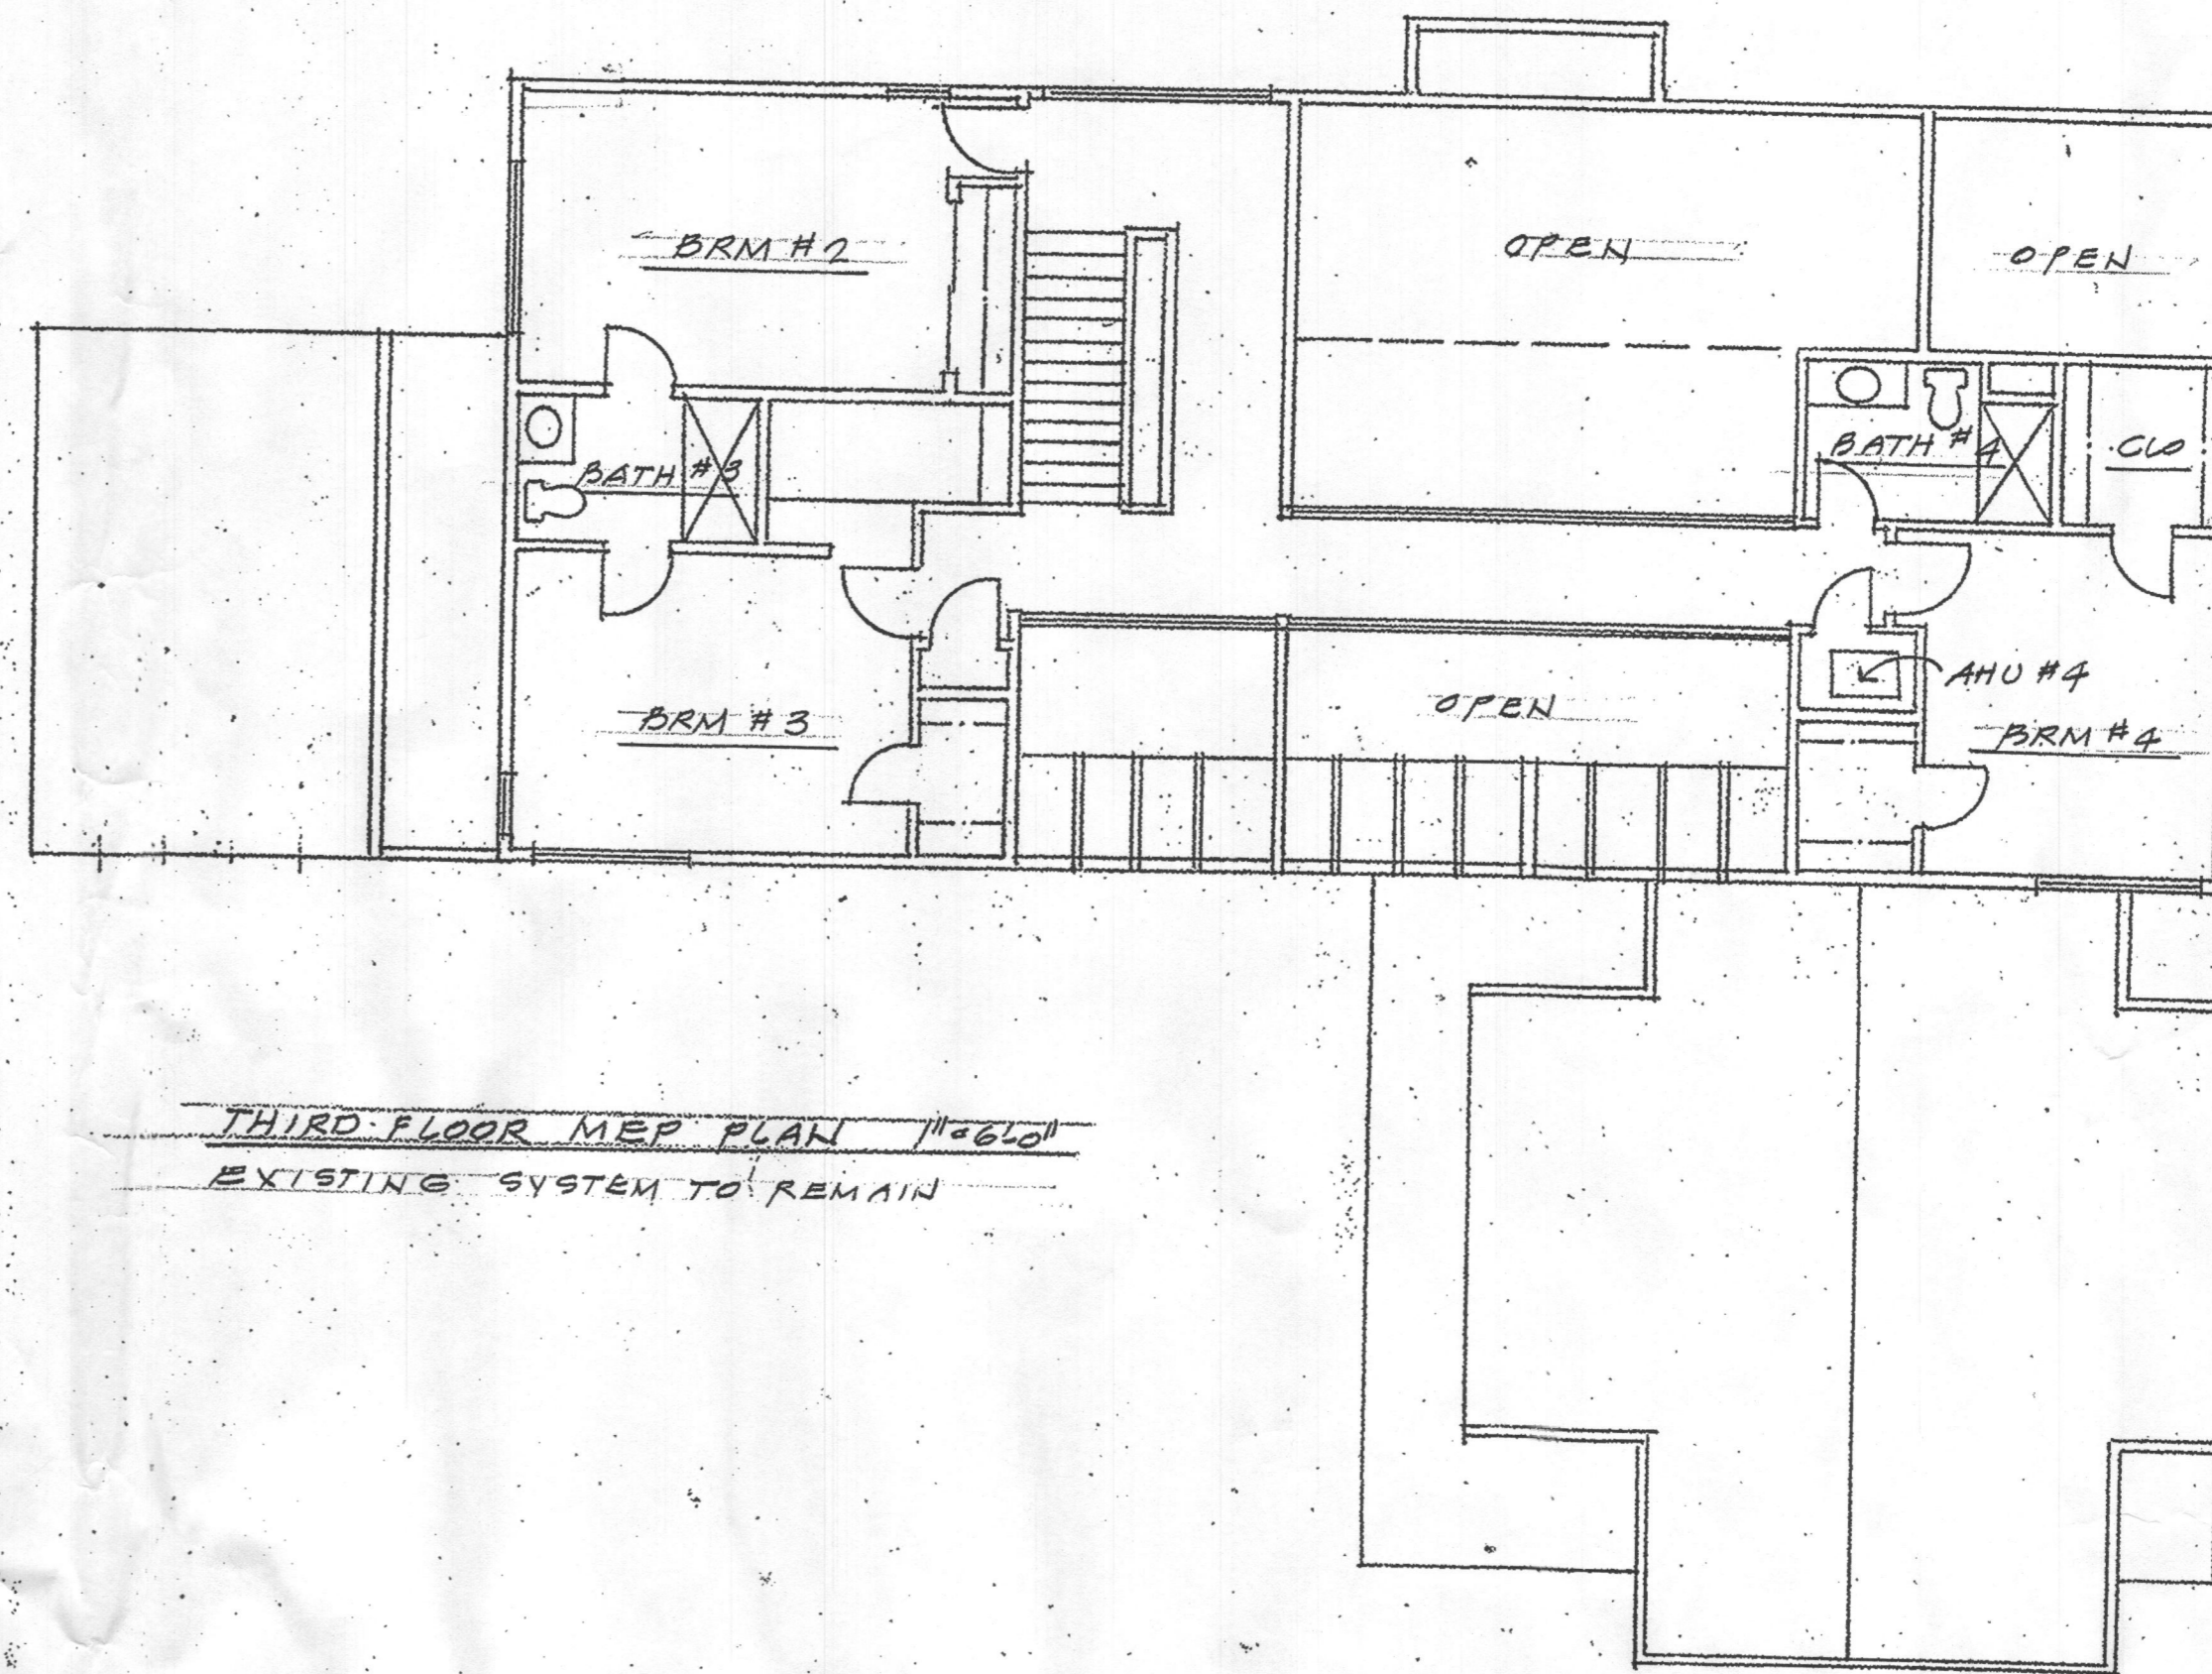 BRM #2
OPEN
OPEN
BATH #3
BATH #4
CLO
BRM #3
OPEN
AHU #4
BRM #4
THIRD FLOOR MEP PLAN 1"=6'-0"
EXISTING SYSTEM TO REMAIN